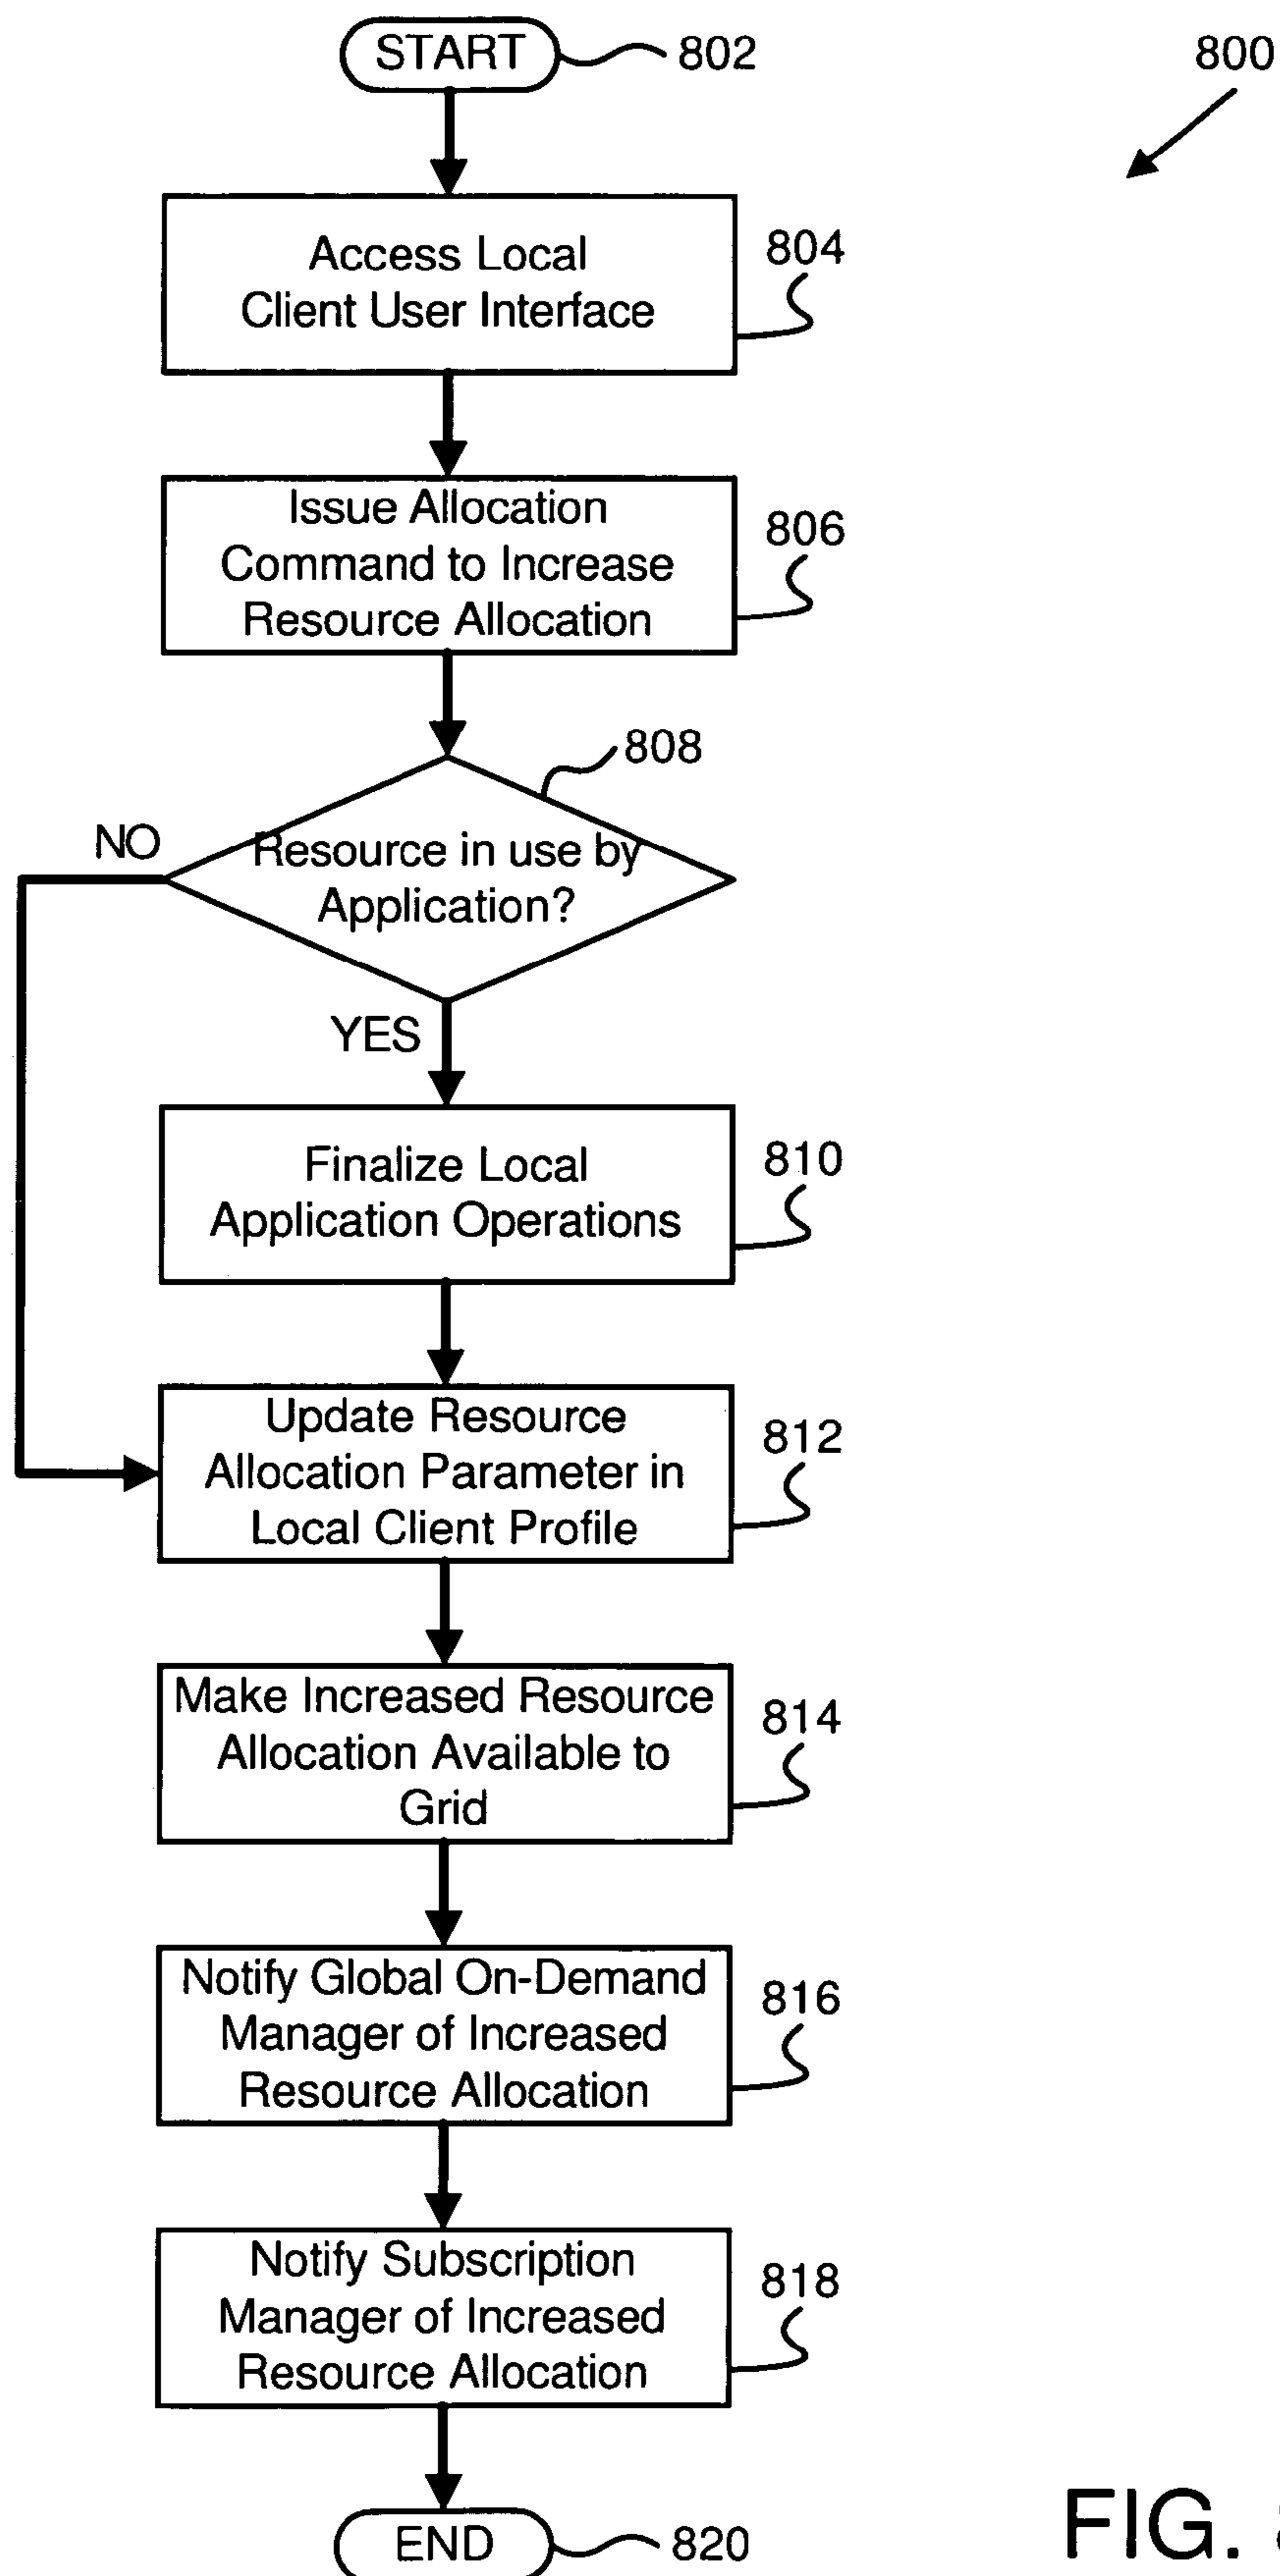 START
802
800
Access Local
Client User Interface
804
Issue Allocation
Command to Increase
Resource Allocation
806
808
NO
Resource in use by
Application?
YES
Finalize Local
Application Operations
810
Update Resource
Allocation Parameter in
Local Client Profile
812
Make Increased Resource
Allocation Available to
Grid
814
Notify Global On-Demand
Manager of Increased
Resource Allocation
816
Notify Subscription
Manager of Increased
Resource Allocation
818
END
820
FIG. 8